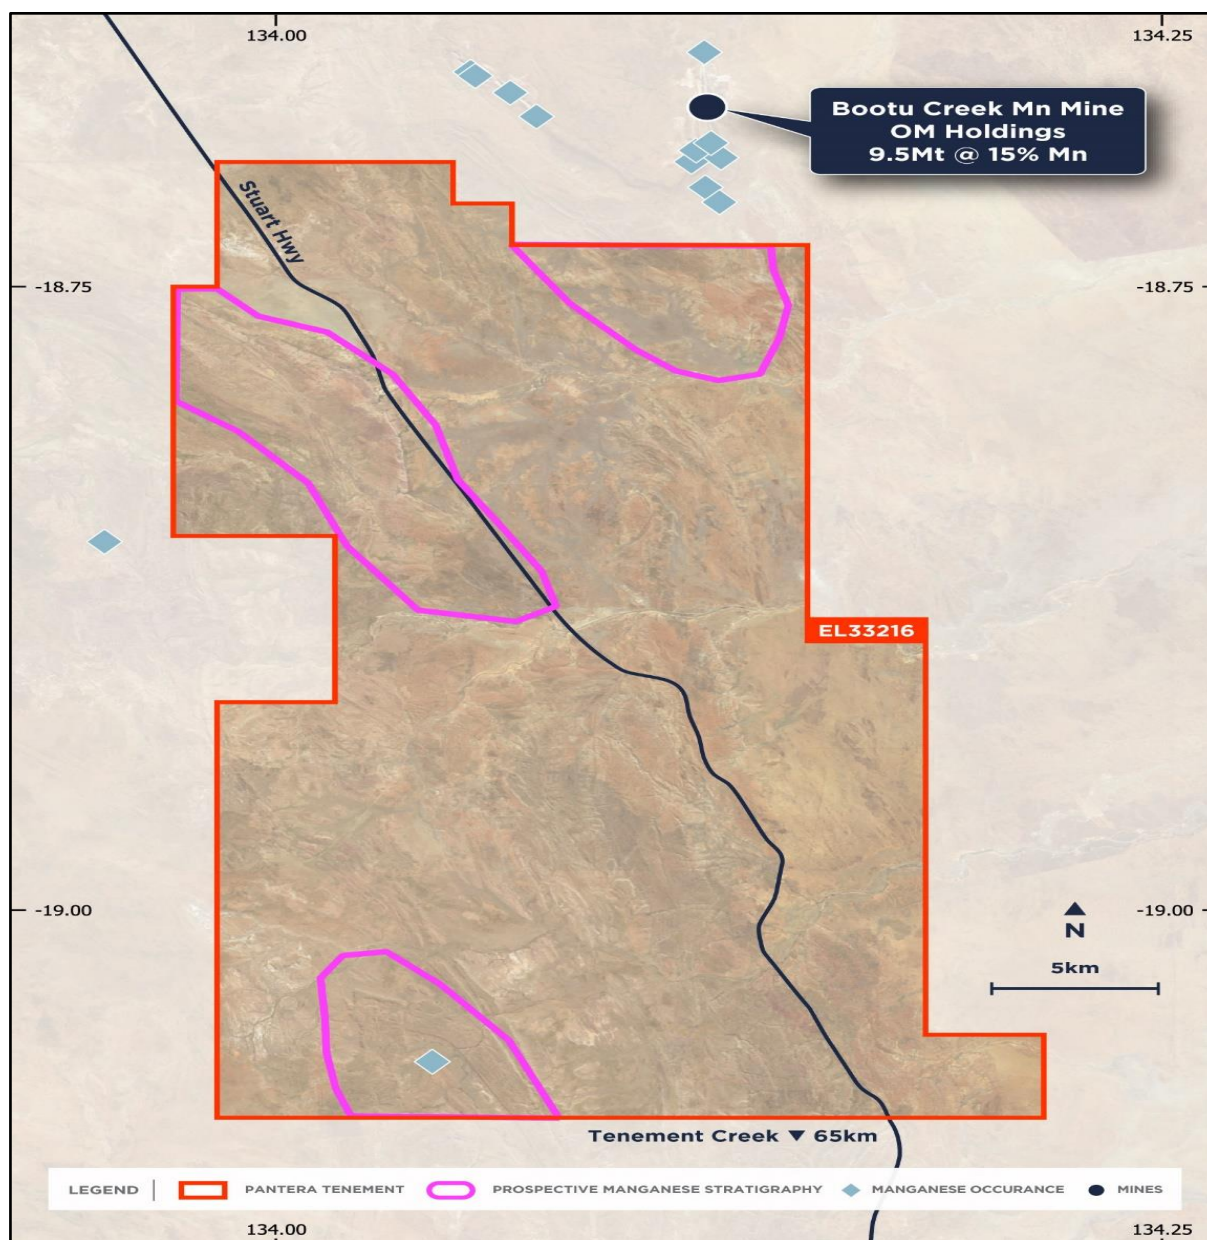 134.00
134.25
Bootu Creek Mn Mine
OM Holdings
9.5Mt @ 15% Mn
Stuart Hwy
-18.75
-18.75
EL33216
-19.00
-19.00
N
5km
Tenement Creek ▼ 65km
LEGEND | PANTERA TENEMENT PROSPECTIVE MANGANESE STRATIGRAPHY MANGANESE OCCURANCE MINES
134.00
134.25